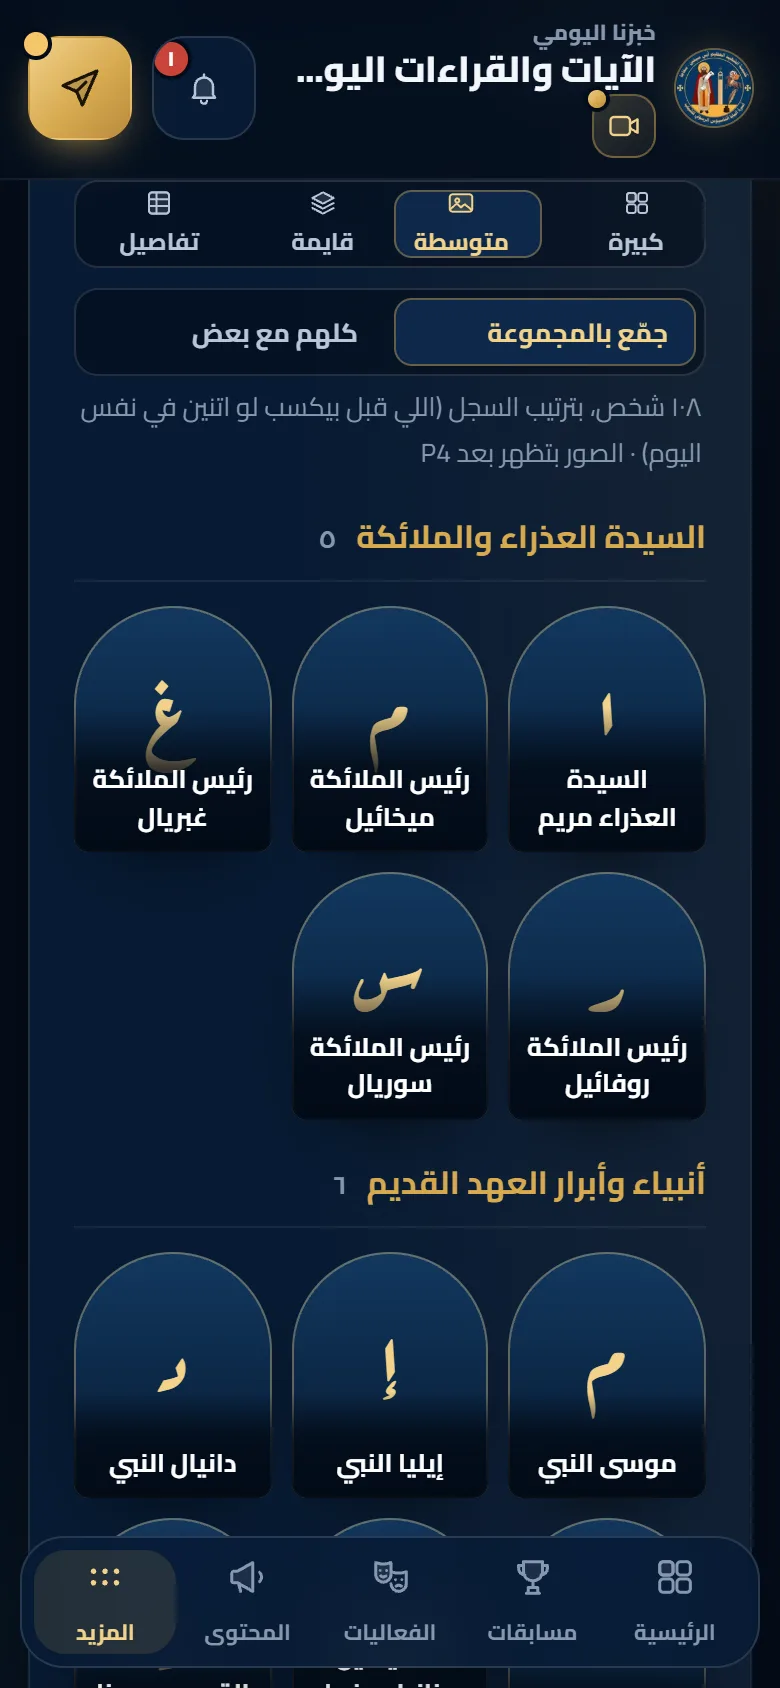 خبزنا اليومي
الآيات والقراءات اليو...
١
كبيرة
متوسطة
قايمة
تفاصيل
جمّع بالمجموعة
كلهم مع بعض
١٠٨ شخص، بترتيب السجل (اللي قبل بيكسب لو اتنين في نفس
اليوم) · الصور بتظهر بعد P4
السيدة العذراء والملائكة ٥
ا
السيدة
العذراء مريم
م
رئيس الملائكة
ميخائيل
غ
رئيس الملائكة
غبريال
ر
رئيس الملائكة
روفائيل
س
رئيس الملائكة
سوريال
أنبياء وأبرار العهد القديم ٦
م
موسى النبي
إ
إيليا النبي
د
دانيال النبي
الرئيسية
مسابقات
الفعاليات
المحتوى
المزيد